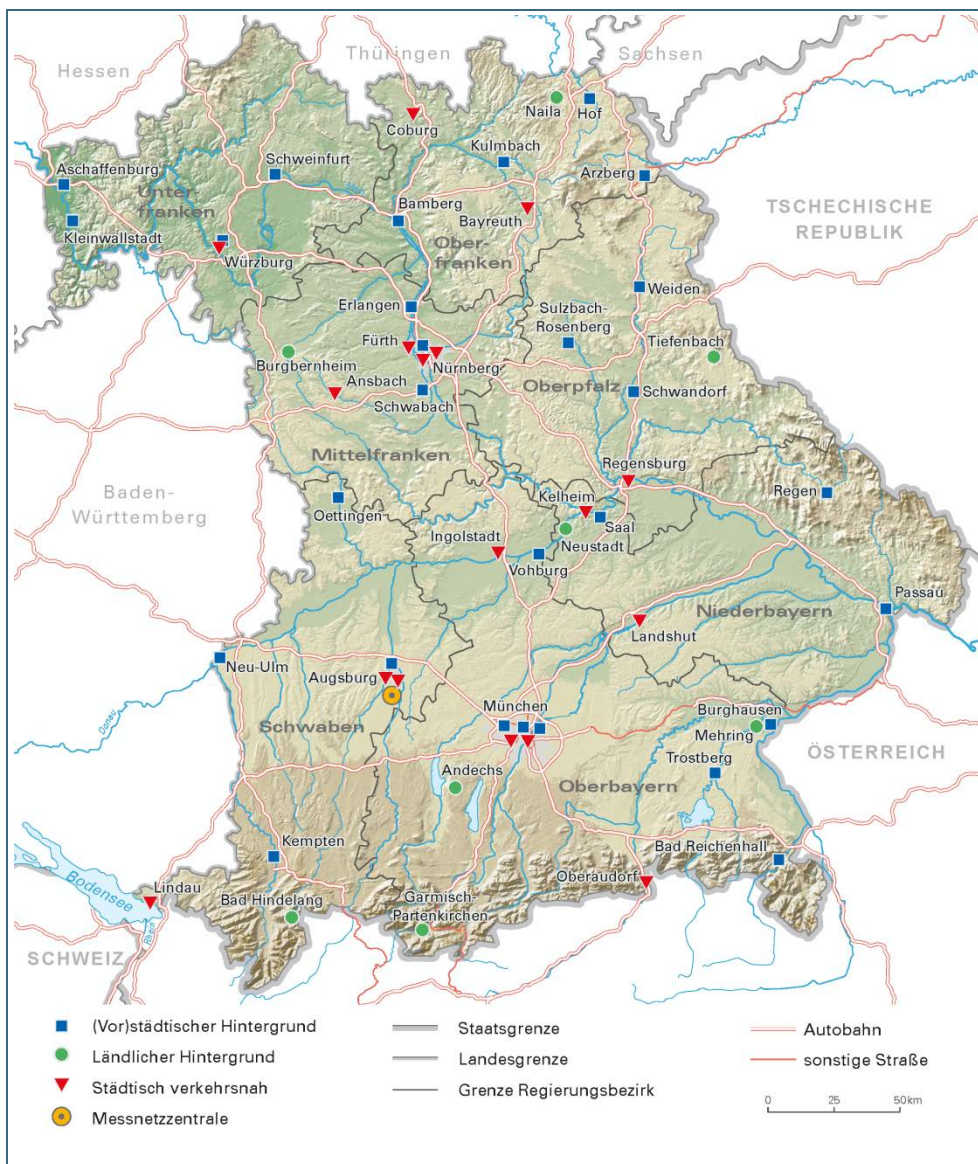 Thüringen
Sachsen
Hessen
Naila
Hof
Coburg
Kulmbach
Schweinfurt
Aschaffenburg
Arzberg
Unter-
franken
Bamberg
Bayreuth
TSCHECHISCHE
REPUBLIK
Kleinwallstadt
Ober-
franken
Würzburg
Weiden
Erlangen
Sulzbach-
Rosenberg
Fürth
Tiefenbach
Burgbernheim
Nürnberg
Ansbach
Oberpfalz
Schwabach
Schwandorf
Mittelfranken
Regensburg
Baden-
Württemberg
Regen
Kelheim
Oettingen
Saal
Ingolstadt
Neustadt
Vohburg
Passau
Niederbayern
Landshut
Neu-Ulm
Augsburg
Donau
Schwaben
München
Burghausen
Mehring
ÖSTERREICH
Trostberg
Andechs
Oberbayern
Kempten
Bad Reichenhall
Bodensee
Lindau
Oberaudorf
Bad Hindelang
Garmisch-
Partenkirchen
Rhein
SCHWEIZ
(Vor)städtischer Hintergrund
Ländlicher Hintergrund
Städtisch verkehrsnah
Messnetzzentrale
Staatsgrenze
Landesgrenze
Grenze Regierungsbezirk
Autobahn
sonstige Straße
0 25 50km